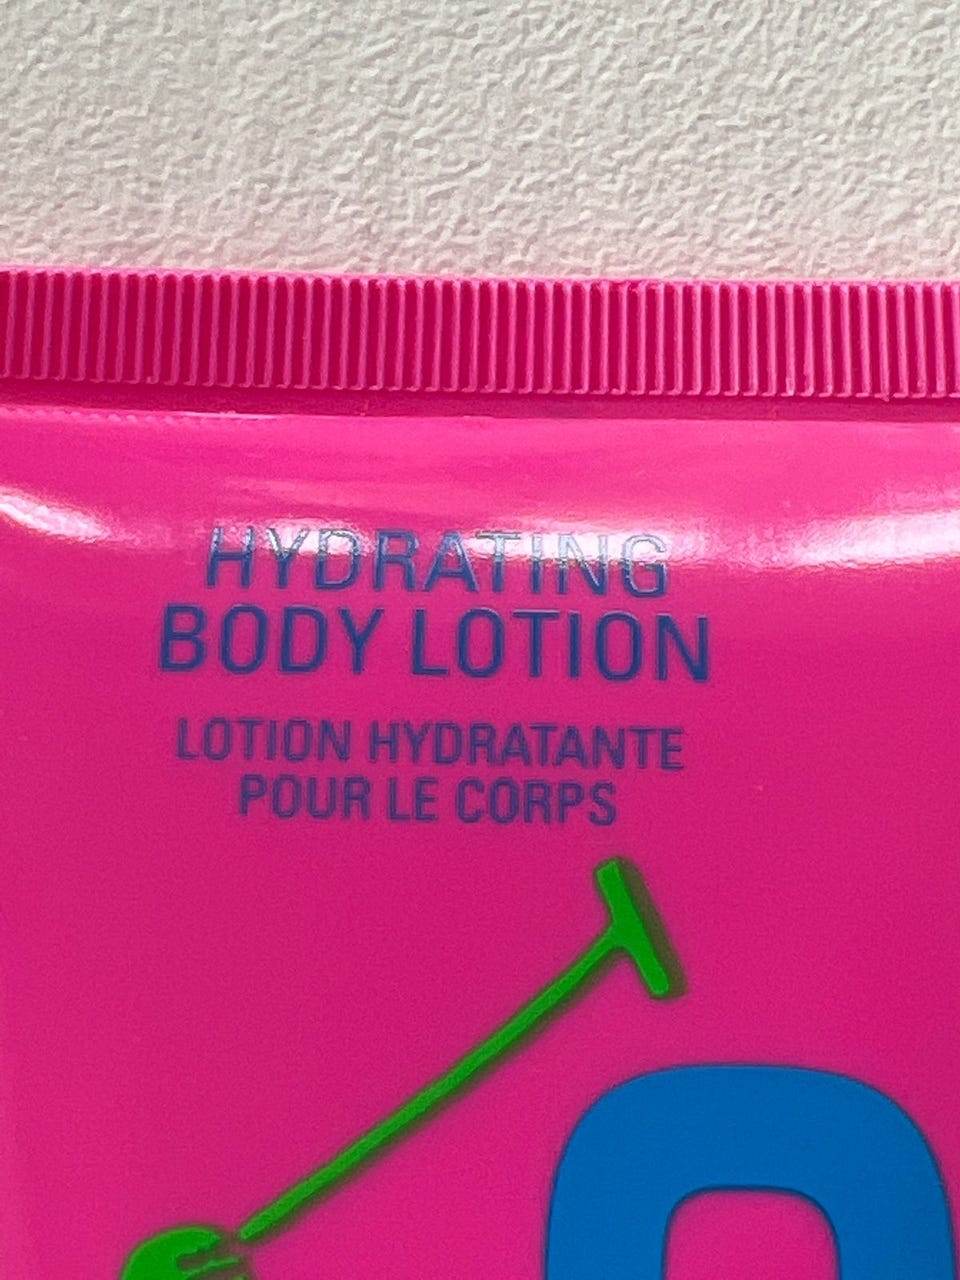 HYDRATING
BODY LOTION
LOTION HYDRATANTE
POUR LE CORPS